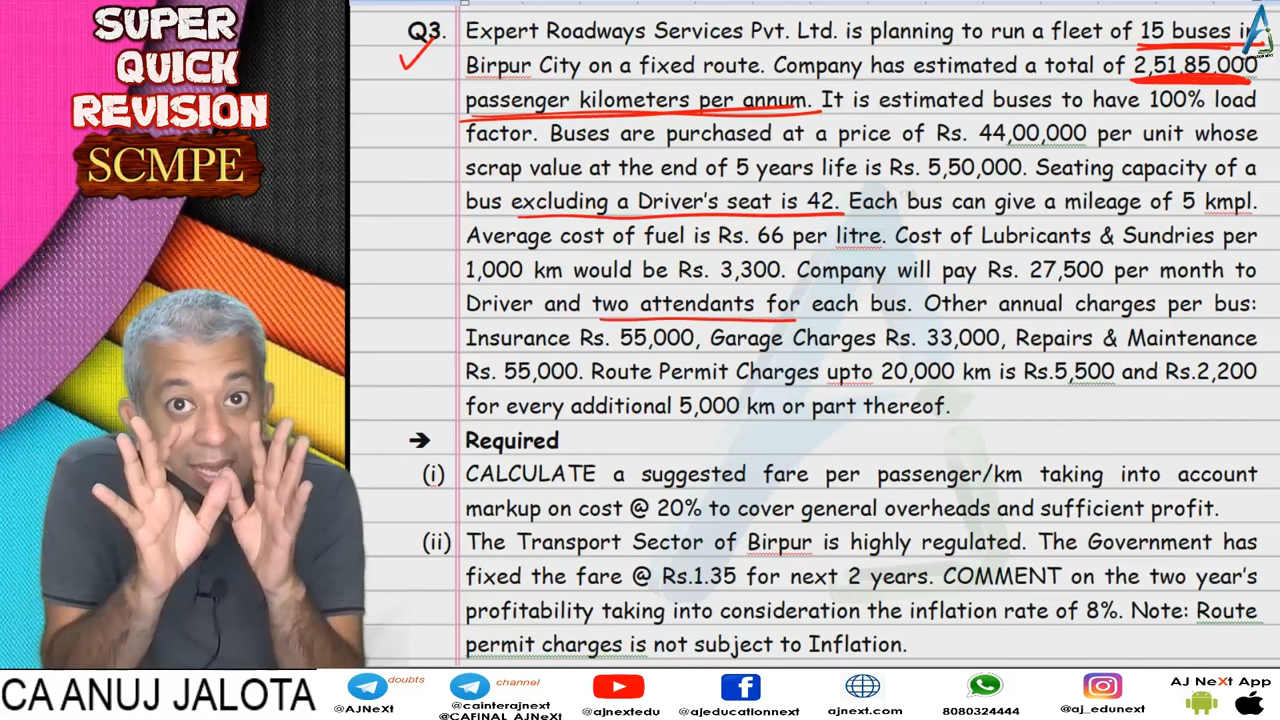 SUPER
QUICK
REVISION
SCMPE
Q3. Expert Roadways Services Pvt. Ltd. is planning to run a fleet of 15 buses in
Birpur City on a fixed route. Company has estimated a total of 2,51,85,000
passenger kilometers per annum. It is estimated buses to have 100% load
factor. Buses are purchased at a price of Rs. 44,00,000 per unit whose
scrap value at the end of 5 years life is Rs. 5,50,000. Seating capacity of a
bus excluding a Driver's seat is 42. Each bus can give a mileage of 5 kmpl.
Average cost of fuel is Rs. 66 per litre. Cost of Lubricants & Sundries per
1,000 km would be Rs. 3,300. Company will pay Rs. 27,500 per month to
Driver and two attendants for each bus. Other annual charges per bus:
Insurance Rs. 55,000, Garage Charges Rs. 33,000, Repairs & Maintenance
Rs. 55,000. Route Permit Charges upto 20,000 km is Rs.5,500 and Rs.2,200
for every additional 5,000 km or part thereof.
➔ Required
(i) CALCULATE a suggested fare per passenger/km taking into account
markup on cost @ 20% to cover general overheads and sufficient profit.
(ii) The Transport Sector of Birpur is highly regulated. The Government has
fixed the fare @ Rs.1.35 for next 2 years. COMMENT on the two year's
profitability taking into consideration the inflation rate of 8%. Note: Route
permit charges is not subject to Inflation.
CA ANUJ JALOTA
doubts
@AJNeXt
channel
@cainterajnext
@CAFINAL_AJNeXt
@ajnextedu
@ajeducationnext
ajnext.com
8080324444
@aj_edunext
AJ NeXt App